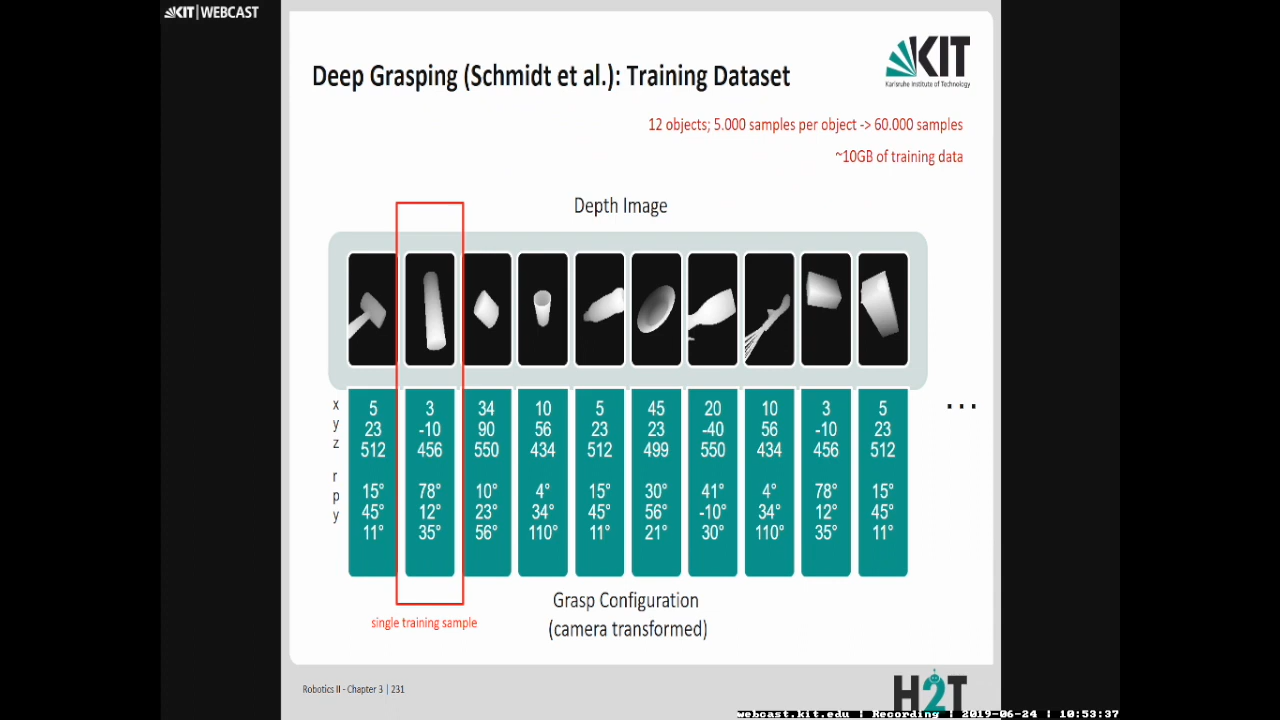 KIT | WEBCAST
Deep Grasping (Schmidt et al.): Training Dataset
KIT
Karlsruhe Institute of Technology
12 objects; 5.000 samples per object -> 60.000 samples
~10GB of training data
Depth Image
x 5 3 34 10 5 45 20 10 3 5
y 23 -10 90 56 23 23 -40 56 -10 23
z 512 456 550 434 512 499 550 434 456 512
...
r 15° 78° 10° 4° 15° 30° 41° 4° 78° 15°
p 45° 12° 23° 34° 45° 56° -10° 34° 12° 45°
y 11° 35° 56° 110° 11° 21° 30° 110° 35° 11°
single training sample
Grasp Configuration
(camera transformed)
Robotics II - Chapter 3 | 231
H2T
webcast.kit.edu | Recording | 2019-06-24 | 10:53:37